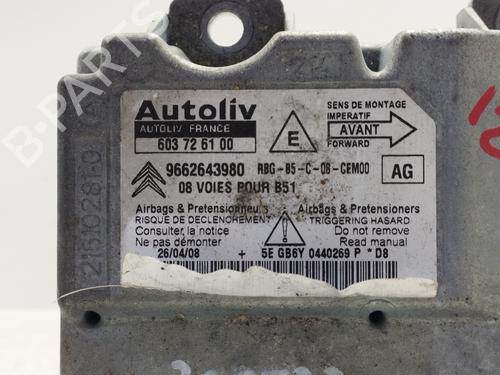 Autoliv
AUTOLIV FRANCE
603 72 61 00
E
SENS DE MONTAGE
IMPERATIF
AVANT
FORWARD
9662643980 RBG-B5-C-08-CEM00
AG
08 VOIES POUR B51
Airbags & Pretensionneurs Airbags & Pretensioners
RISQUE DE DECLENCHEMENT TRIGGERING HASARD
Consulter la notice Do not remove
Ne pas démonter Read manual
26/04/08 + 5E GB6Y 0440269 P * D8
B-PARTS